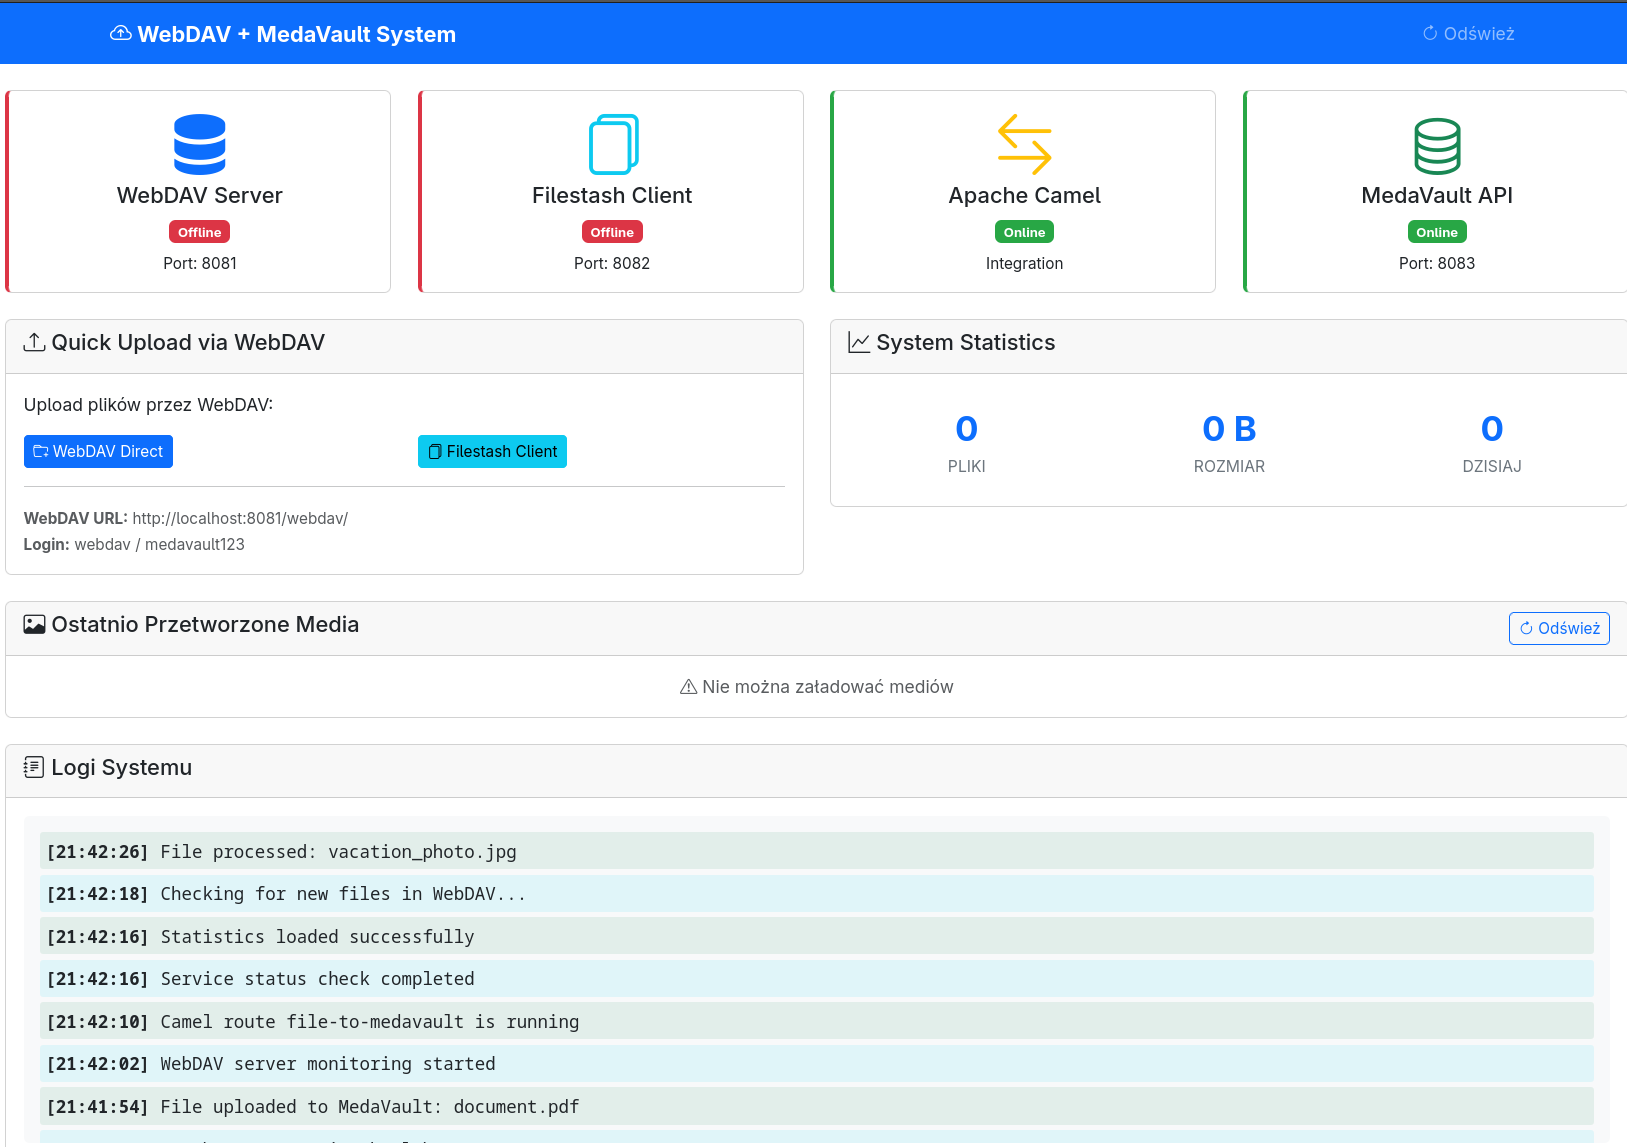 WebDAV + MedaVault System
Odśwież
WebDAV Server
Offline
Port: 8081
Filestash Client
Offline
Port: 8082
Apache Camel
Online
Integration
MedaVault API
Online
Port: 8083
Quick Upload via WebDAV
Upload plików przez WebDAV:
WebDAV Direct
Filestash Client
WebDAV URL: http://localhost:8081/webdav/
Login: webdav / medavault123
System Statistics
0
PLIKI
0 B
ROZMIAR
0
DZISIAJ
Ostatnio Przetworzone Media
Odśwież
Nie można załadować mediów
Logi Systemu
[21:42:26] File processed: vacation_photo.jpg
[21:42:18] Checking for new files in WebDAV...
[21:42:16] Statistics loaded successfully
[21:42:16] Service status check completed
[21:42:10] Camel route file-to-medavault is running
[21:42:02] WebDAV server monitoring started
[21:41:54] File uploaded to MedaVault: document.pdf